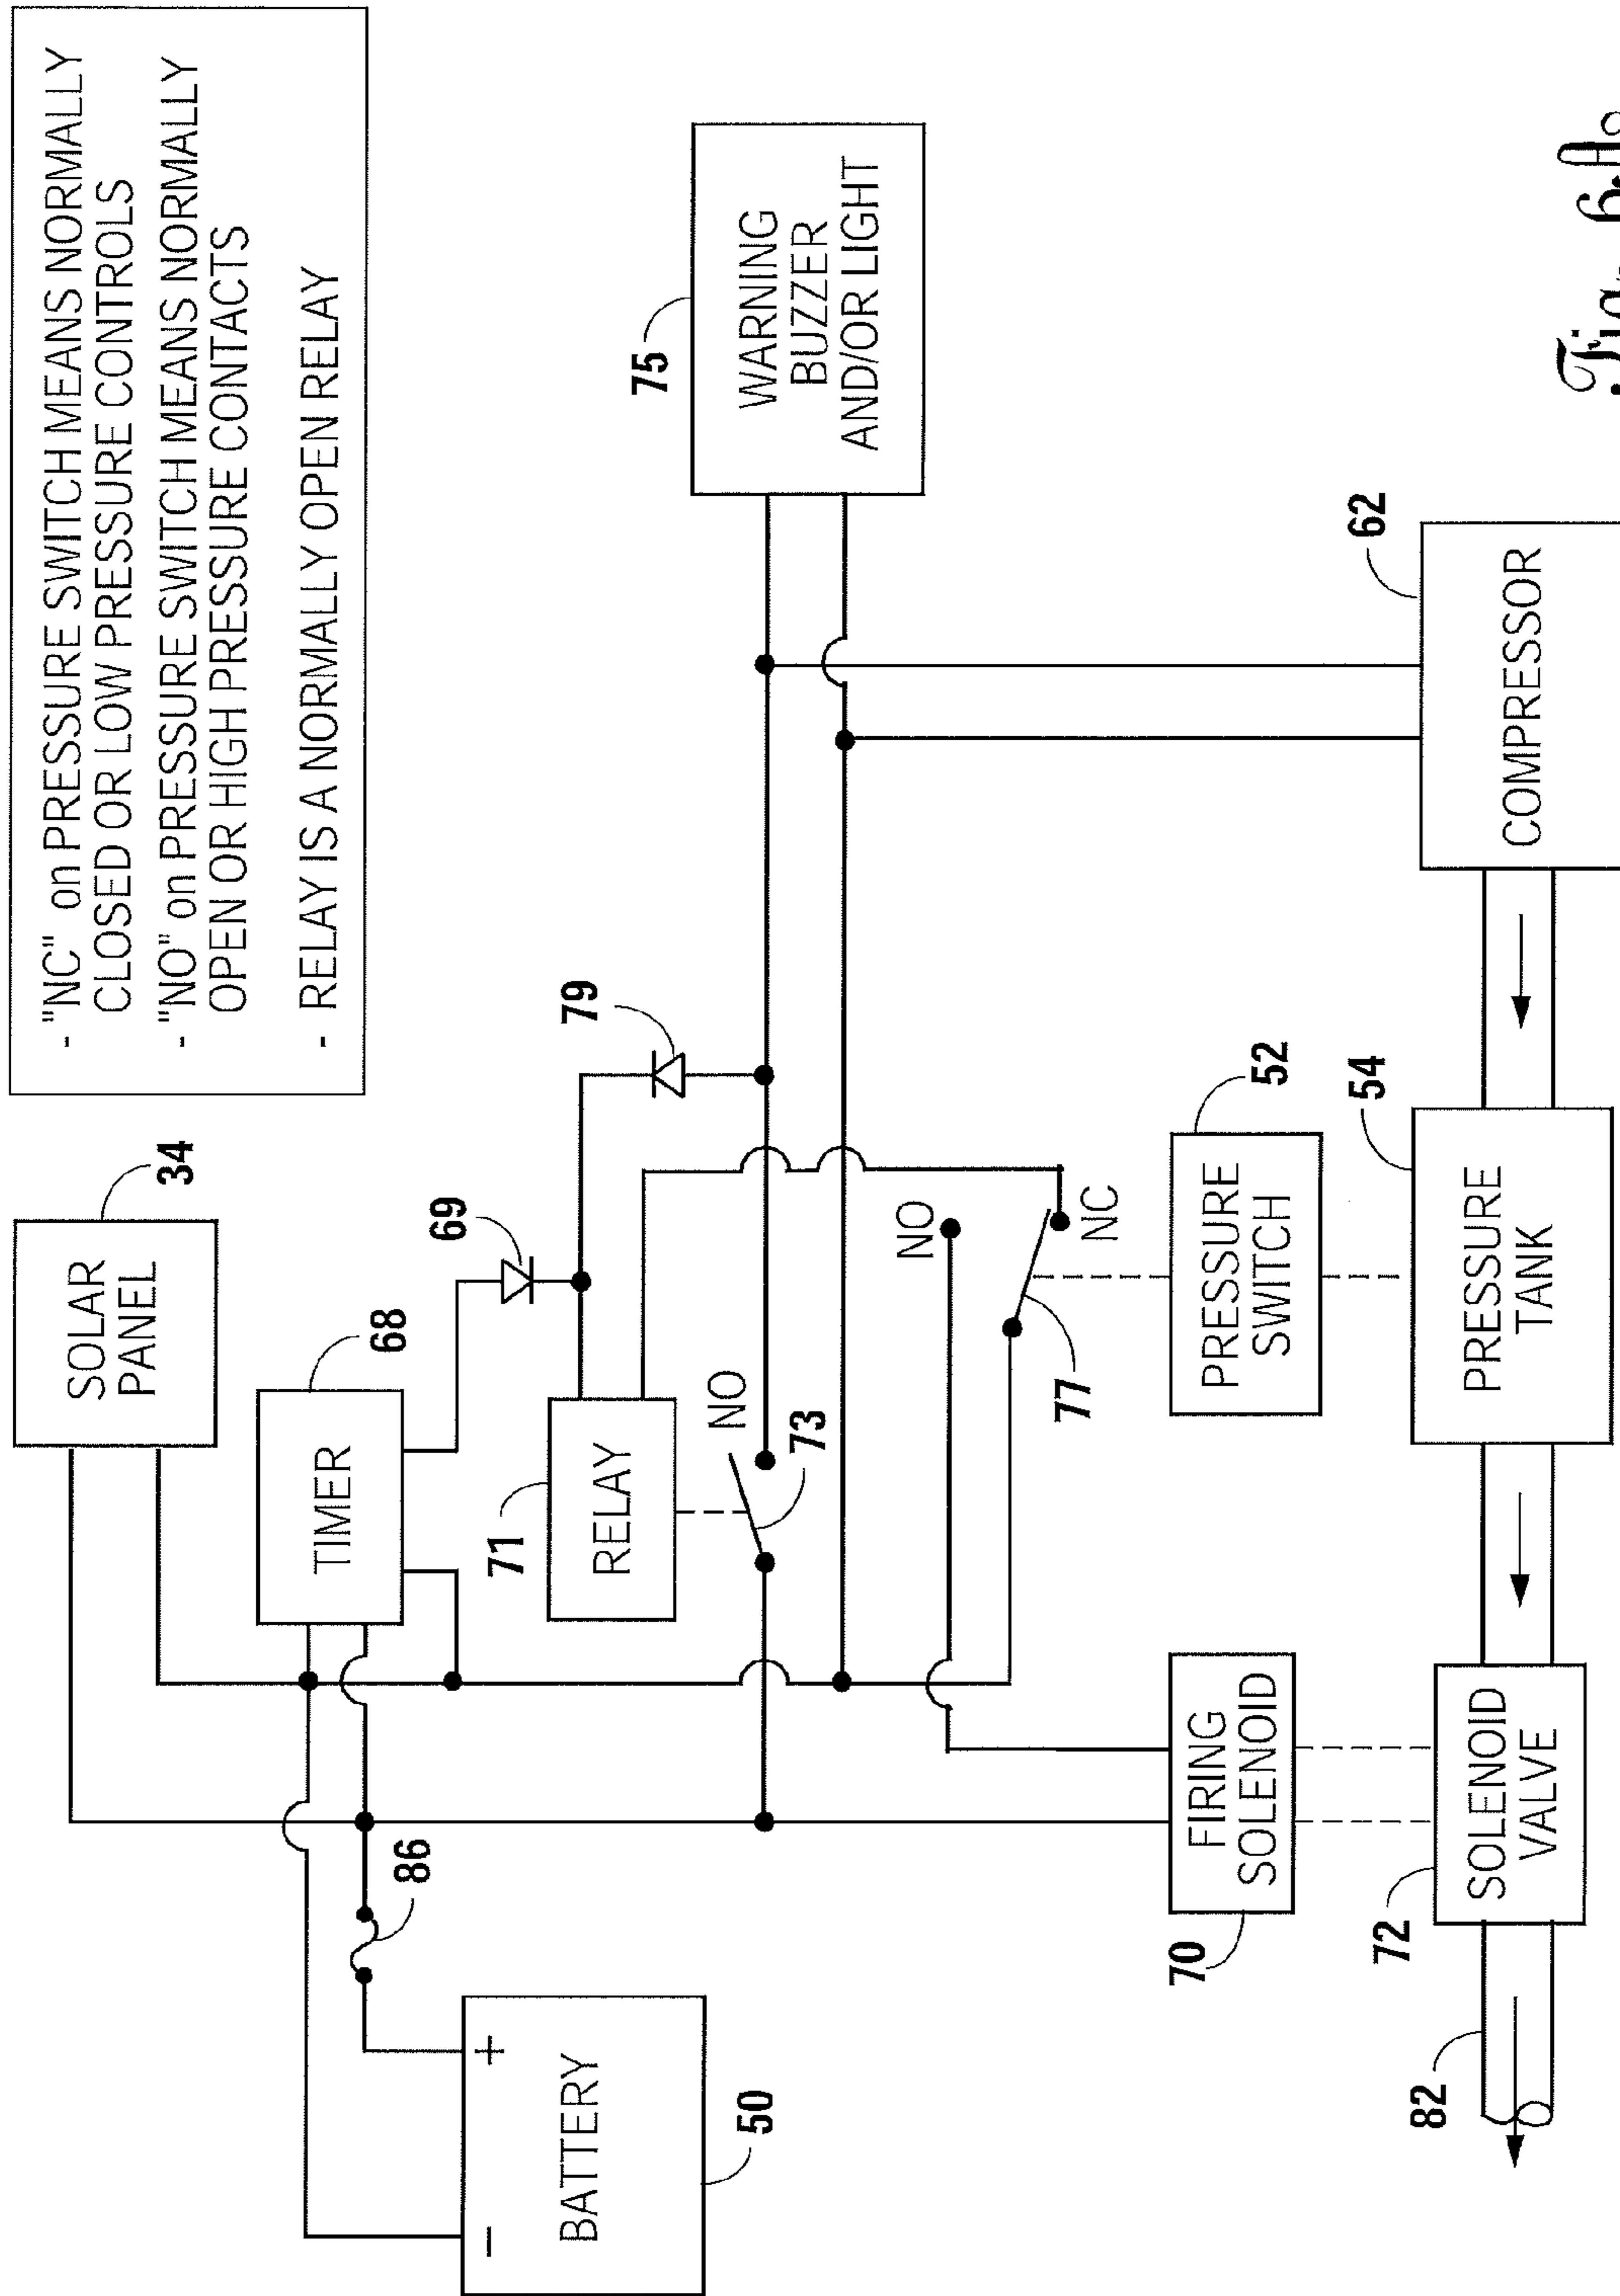 - "NC" on PRESSURE SWITCH MEANS NORMALLY
CLOSED OR LOW PRESSURE CONTROLS
- "NO" on PRESSURE SWITCH MEANS NORMALLY
OPEN OR HIGH PRESSURE CONTACTS
- RELAY IS A NORMALLY OPEN RELAY
SOLAR
PANEL
34
TIMER
68
69
79
86
BATTERY
- +
50
71
RELAY
NO
73
75
WARNING
BUZZER
AND/OR LIGHT
NO
NC
77
FIRING
SOLENOID
70
PRESSURE
SWITCH
52
82
72
SOLENOID
VALVE
PRESSURE
TANK
54
COMPRESSOR
62